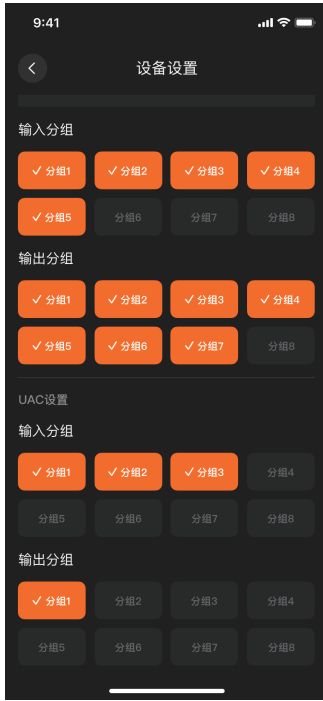 9:41
设备设置
输入分组
✓ 分组1 ✓ 分组2 ✓ 分组3 ✓ 分组4
✓ 分组5 分组6 分组7 分组8
输出分组
✓ 分组1 ✓ 分组2 ✓ 分组3 ✓ 分组4
✓ 分组5 ✓ 分组6 ✓ 分组7 分组8
UAC设置
输入分组
✓ 分组1 ✓ 分组2 ✓ 分组3 分组4
分组5 分组6 分组7 分组8
输出分组
✓ 分组1 分组2 分组3 分组4
分组5 分组6 分组7 分组8